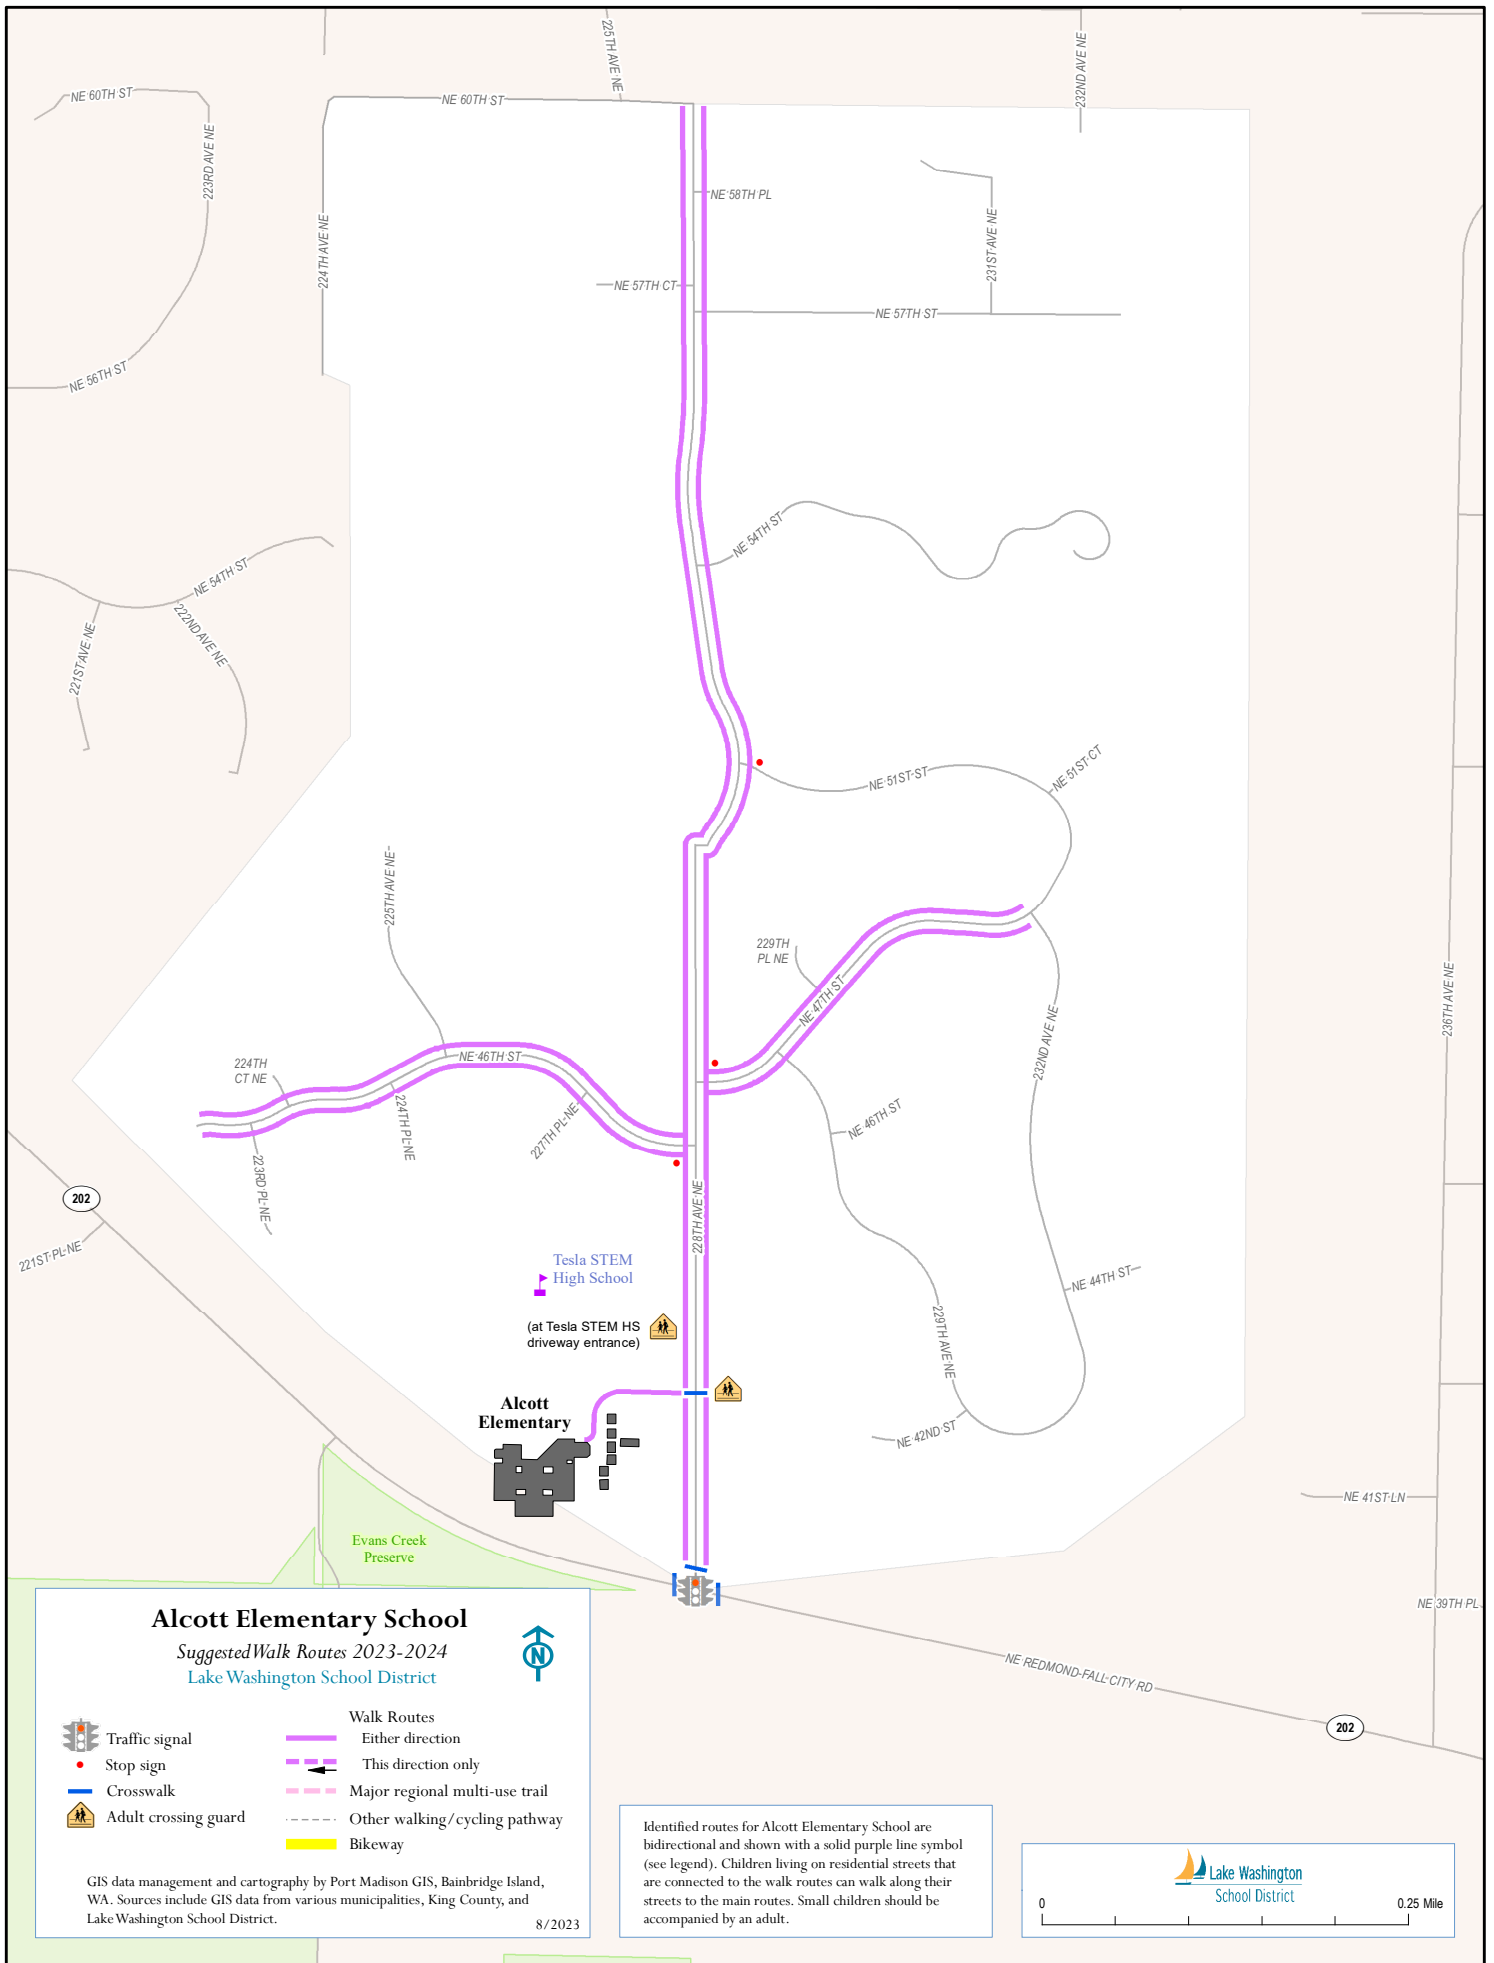 225TH AVE NE
232ND AVE NE
NE 60TH ST
NE 60TH ST
223RD AVE NE
224TH AVE NE
NE 58TH PL
231ST AVE NE
NE 57TH CT
NE 57TH ST
NE 56TH ST
NE 54TH ST
NE 54TH ST
222ND AVE NE
221ST AVE NE
NE 51ST ST
NE 51ST CT
225TH AVE NE
229TH
PL NE
NE 47TH ST
236TH AVE NE
232ND AVE NE
NE 46TH ST
224TH
CT NE
224TH PL NE
227TH PL NE
NE 46TH ST
223RD PL NE
228TH AVE NE
202
221ST PL NE
Tesla STEM
High School
NE 44TH ST
(at Tesla STEM HS
driveway entrance)
229TH AVE NE
Alcott
Elementary
NE 42ND ST
NE 41ST LN
Evans Creek
Preserve
NE 39TH PL
NE REDMOND-FALL CITY RD
202
Alcott Elementary School
Suggested Walk Routes 2023-2024
Lake Washington School District
N
Traffic signal
Stop sign
Crosswalk
Adult crossing guard
Walk Routes
Either direction
This direction only
Major regional multi-use trail
Other walking/cycling pathway
Bikeway
GIS data management and cartography by Port Madison GIS, Bainbridge Island,
WA. Sources include GIS data from various municipalities, King County, and
Lake Washington School District.
8/2023
Identified routes for Alcott Elementary School are
bidirectional and shown with a solid purple line symbol
(see legend). Children living on residential streets that
are connected to the walk routes can walk along their
streets to the main routes. Small children should be
accompanied by an adult.
Lake Washington
School District
0
0.25 Mile